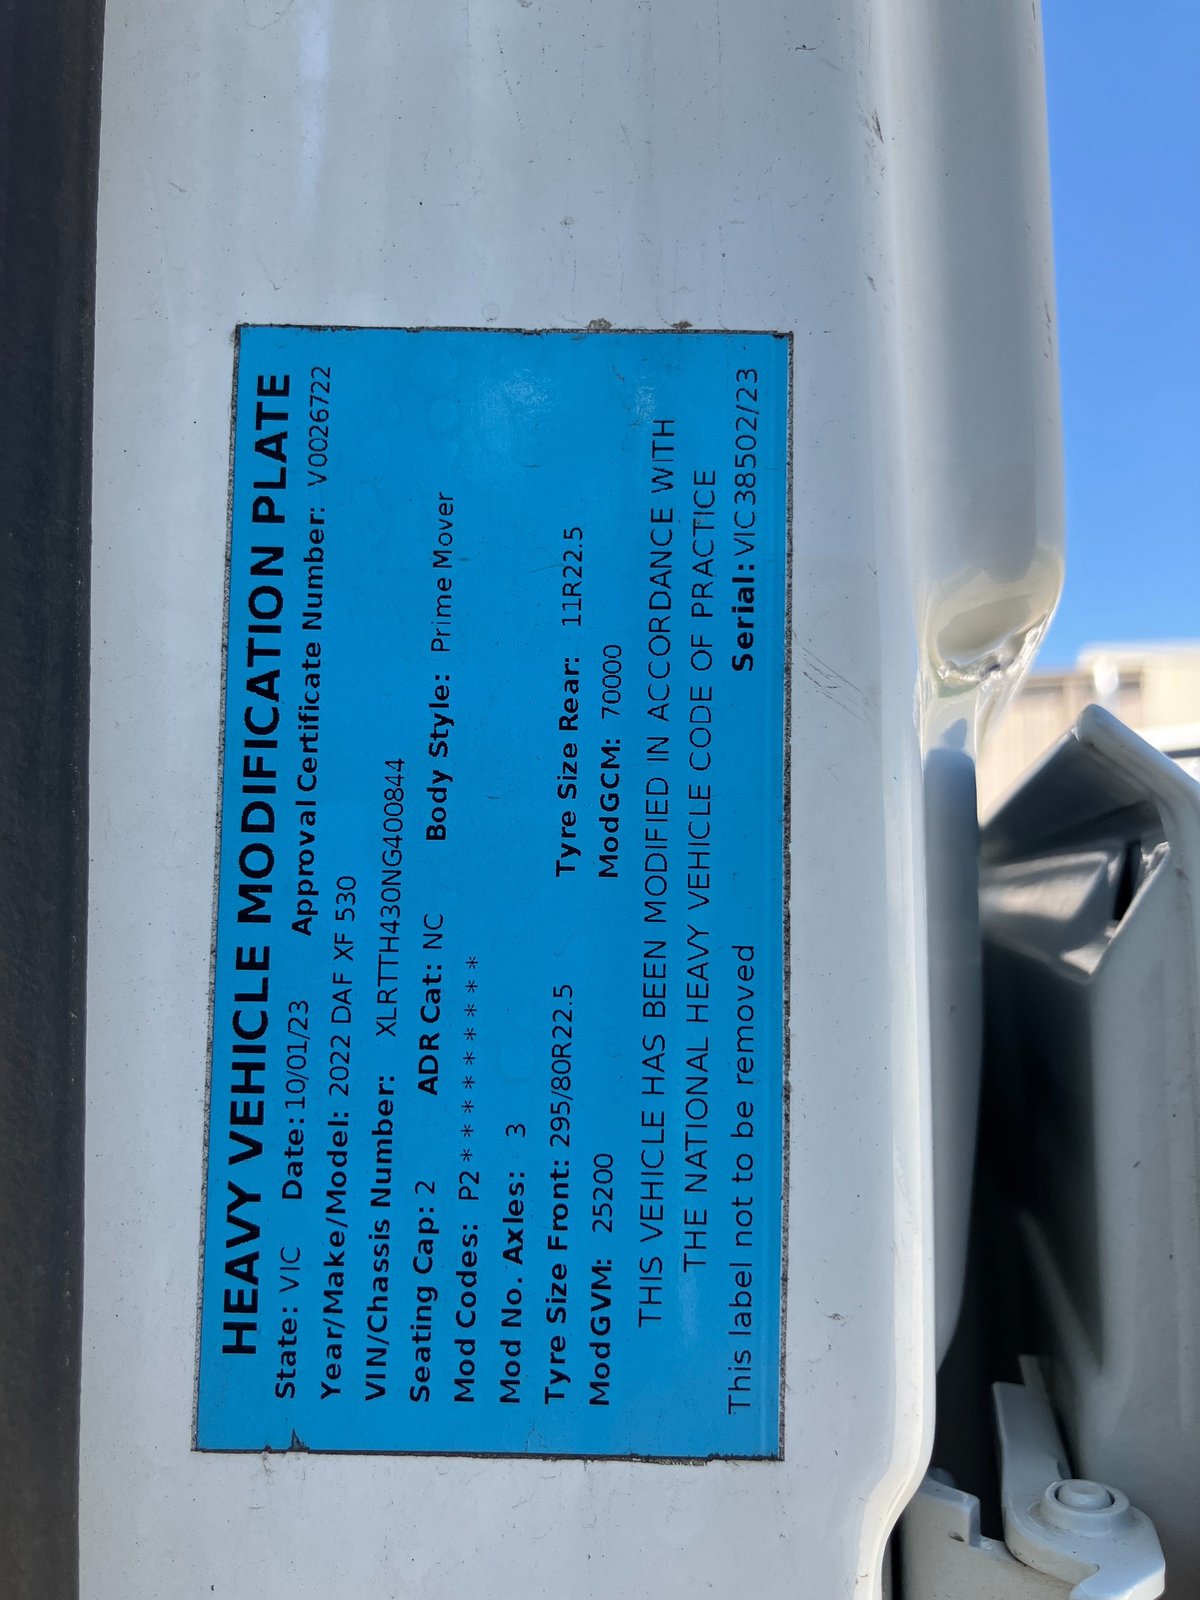 HEAVY VEHICLE MODIFICATION PLATE
State: VIC Date: 10/01/23 Approval Certificate Number: V0026722
Year/Make/Model: 2022 DAF XF 530
VIN/Chassis Number: XLRTTH430NG400844
Seating Cap: 2 ADR Cat: NC Body Style: Prime Mover
Mod Codes: P2 * * * * * * * * *
Mod No. Axles: 3
Tyre Size Front: 295/80R22.5 Tyre Size Rear: 11R22.5
ModGVM: 25200 ModGCM: 70000
THIS VEHICLE HAS BEEN MODIFIED IN ACCORDANCE WITH
THE NATIONAL HEAVY VEHICLE CODE OF PRACTICE
This label not to be removed Serial: VIC38502/23